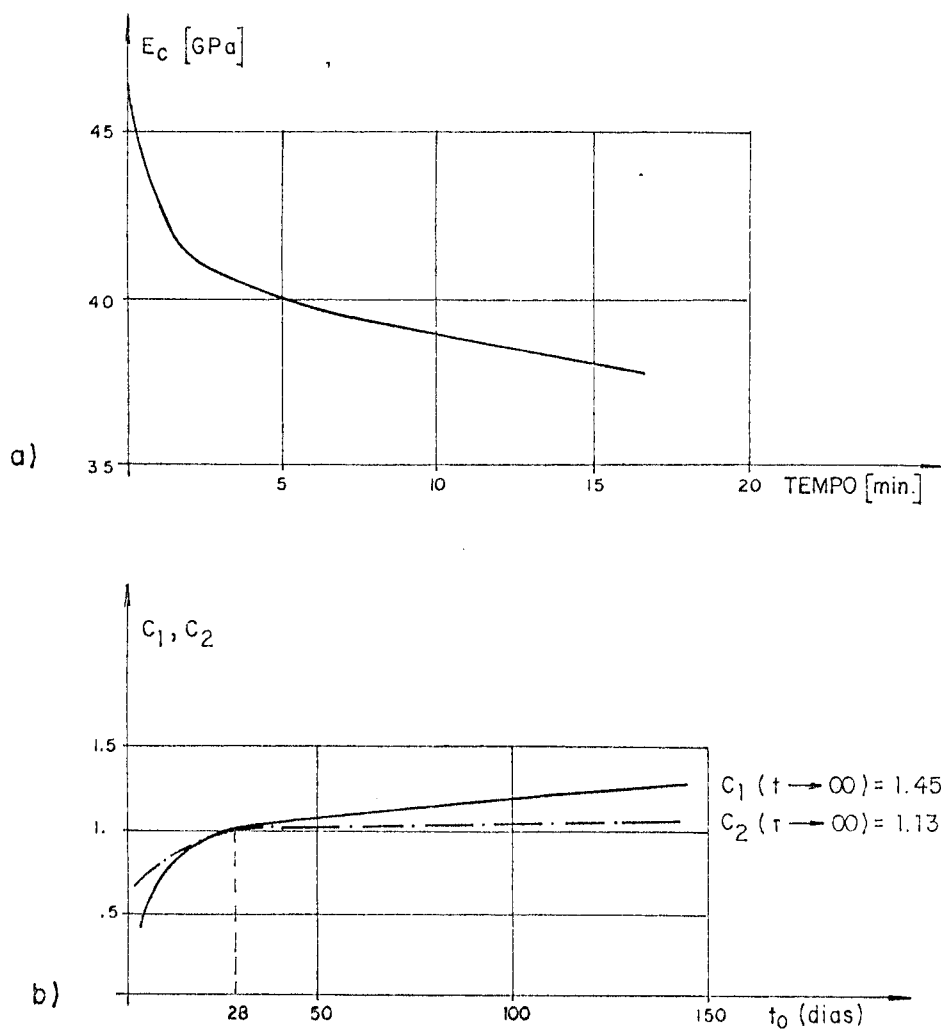 E_c [GPa]
45
40
35
a)
5 10 15 20 TEMPO [min.]
C_1, C_2
1.5
1.
.5
C_1 (t → ∞) = 1.45
C_2 (τ → ∞) = 1.13
b)
28 50 100 150 t_0 (dias)